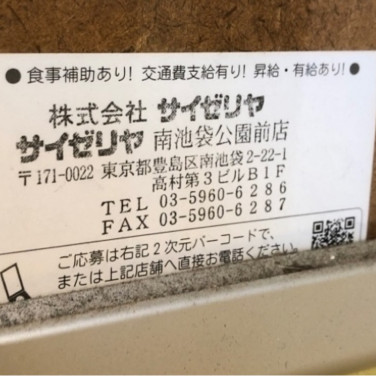 ● 食事補助あり! 交通費支給有り! 昇給・有給あり! ●
株式会社 サイゼリヤ
サイゼリヤ 南池袋公園前店
〒171-0022 東京都豊島区南池袋2-22-1
高村第3ビルB1F
TEL 03-5960-6286
FAX 03-5960-6287
ご応募は右記2次元バーコードで、
または上記店舗へ直接お電話ください。